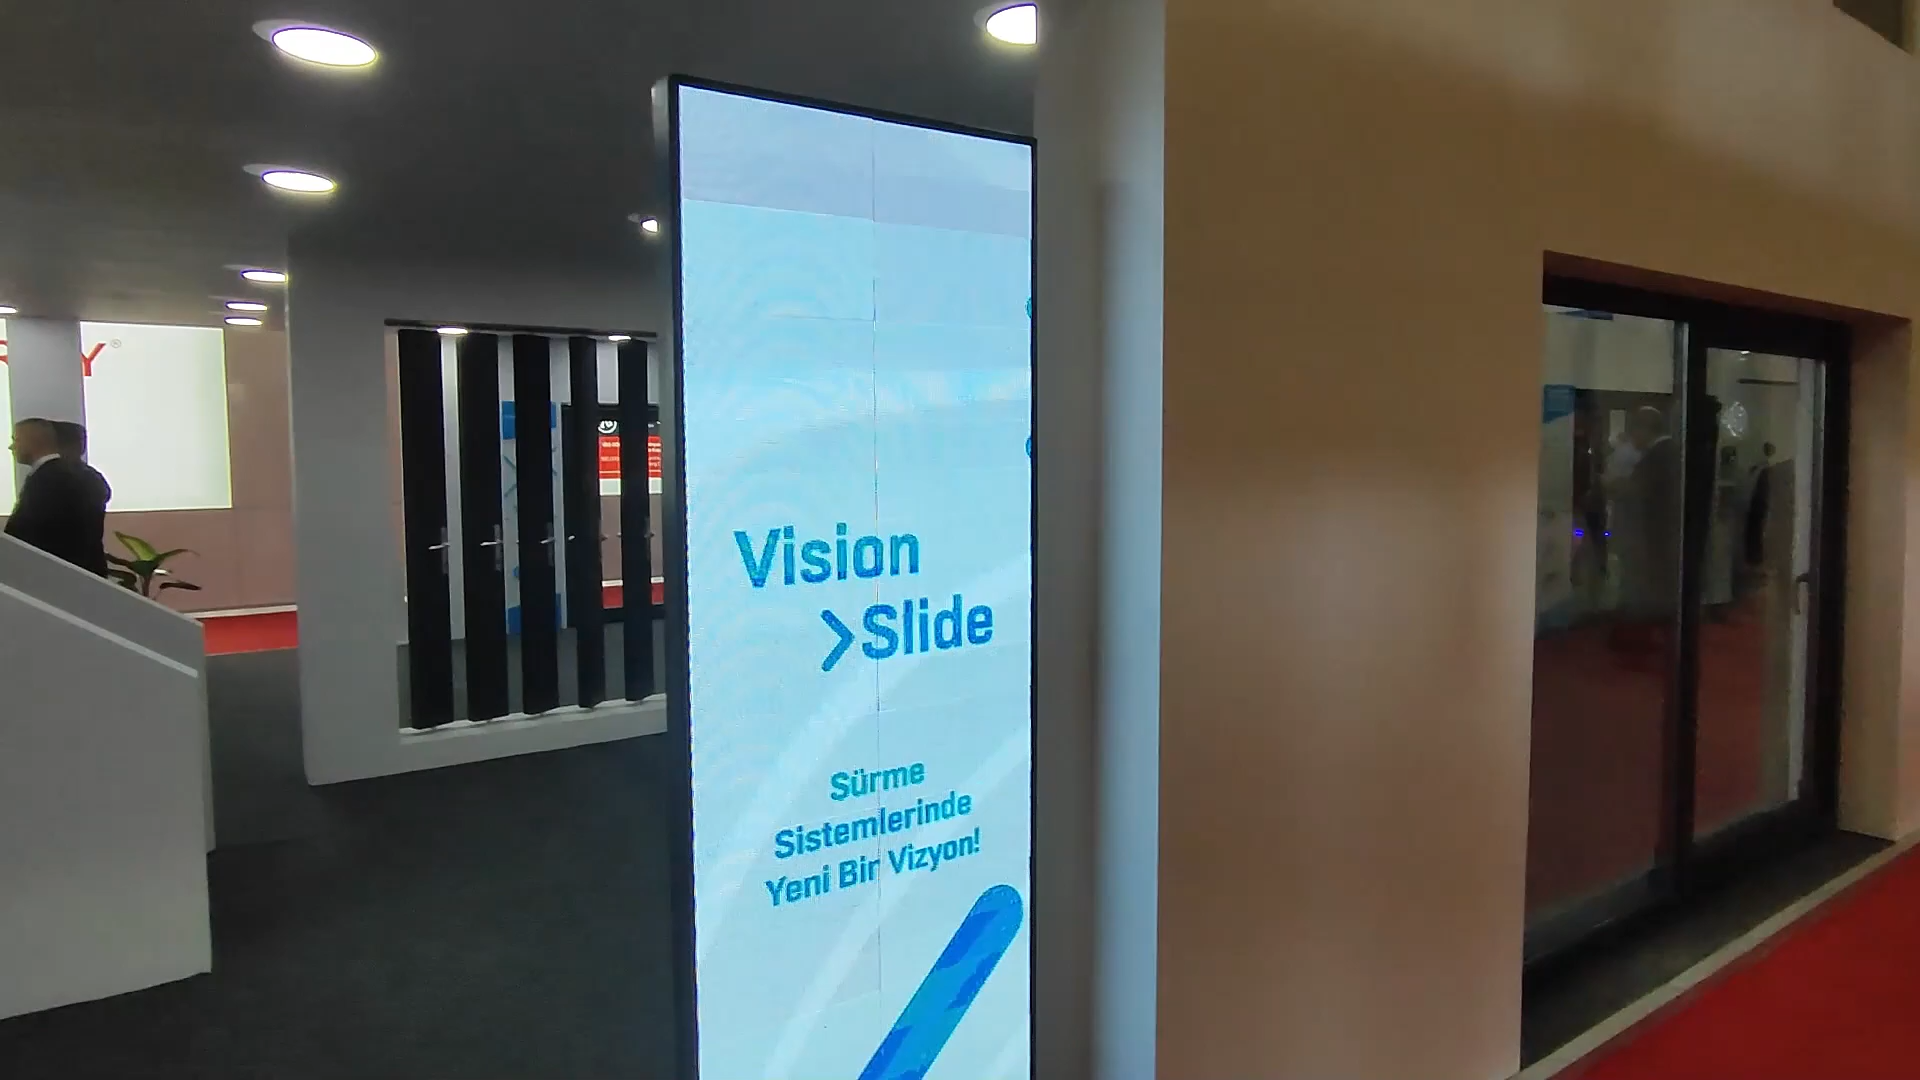 Vision
>Slide
Sürme
Sistemlerinde
Yeni Bir Vizyon!